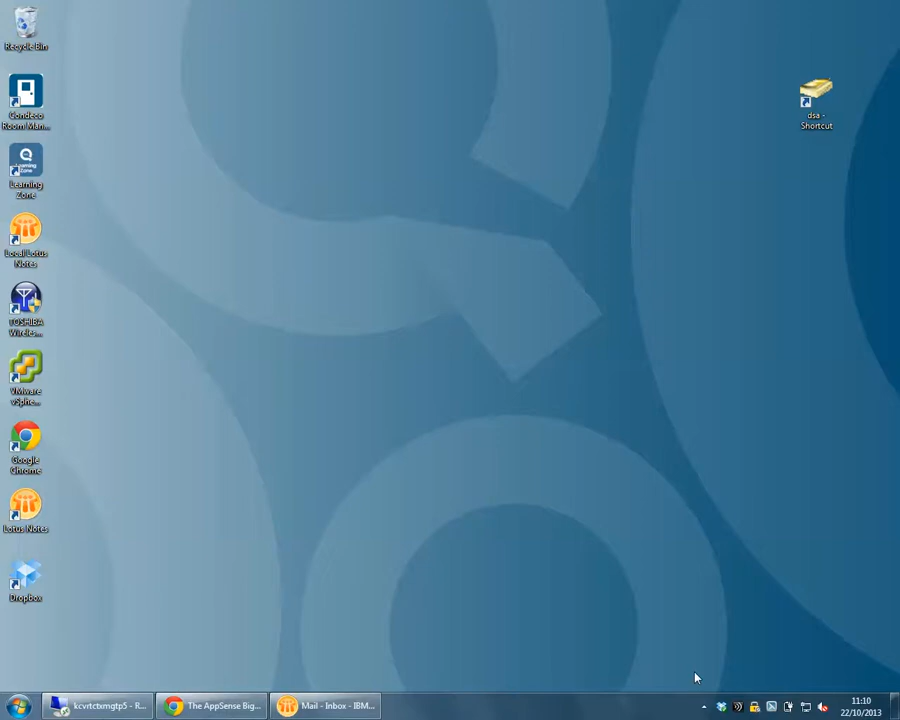 Recycle Bin
Condeco
Room Man...
Learning
Zone
Local Lotus
Notes
TOSHIBA
Wireles...
VMware
vSphe...
Google
Chrome
Lotus Notes
Dropbox
dsa -
Shortcut
kcvrtctxmgtp5 - R...
The AppSense Big...
Mail - Inbox - IBM...
11:10
22/10/2013